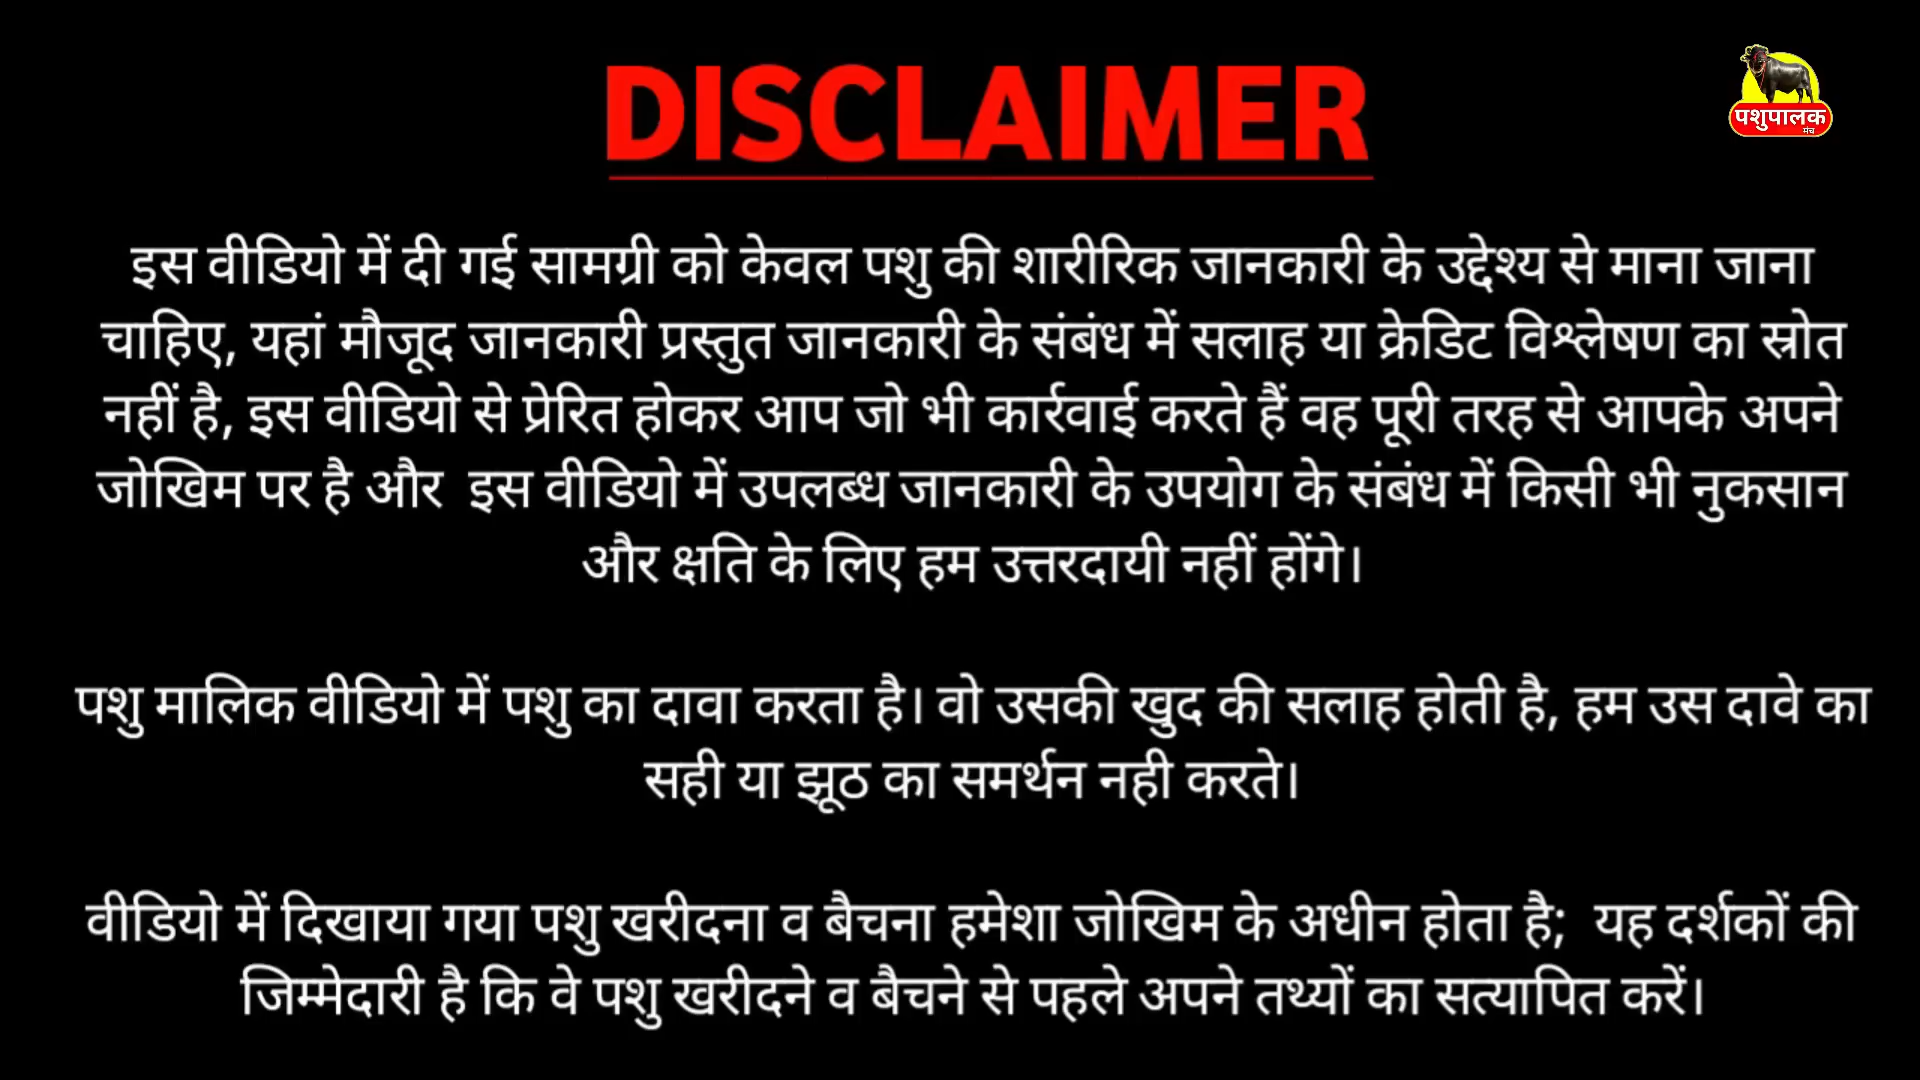 DISCLAIMER
पशुपालक
मंच
इस वीडियो में दी गई सामग्री को केवल पशु की शारीरिक जानकारी के उद्देश्य से माना जाना
चाहिए, यहां मौजूद जानकारी प्रस्तुत जानकारी के संबंध में सलाह या क्रेडिट विश्लेषण का स्रोत
नहीं है, इस वीडियो से प्रेरित होकर आप जो भी कार्रवाई करते हैं वह पूरी तरह से आपके अपने
जोखिम पर है और इस वीडियो में उपलब्ध जानकारी के उपयोग के संबंध में किसी भी नुकसान
और क्षति के लिए हम उत्तरदायी नहीं होंगे।
पशु मालिक वीडियो में पशु का दावा करता है। वो उसकी खुद की सलाह होती है, हम उस दावे का
सही या झूठ का समर्थन नही करते।
वीडियो में दिखाया गया पशु खरीदना व बैचना हमेशा जोखिम के अधीन होता है; यह दर्शकों की
जिम्मेदारी है कि वे पशु खरीदने व बैचने से पहले अपने तथ्यों का सत्यापित करें।